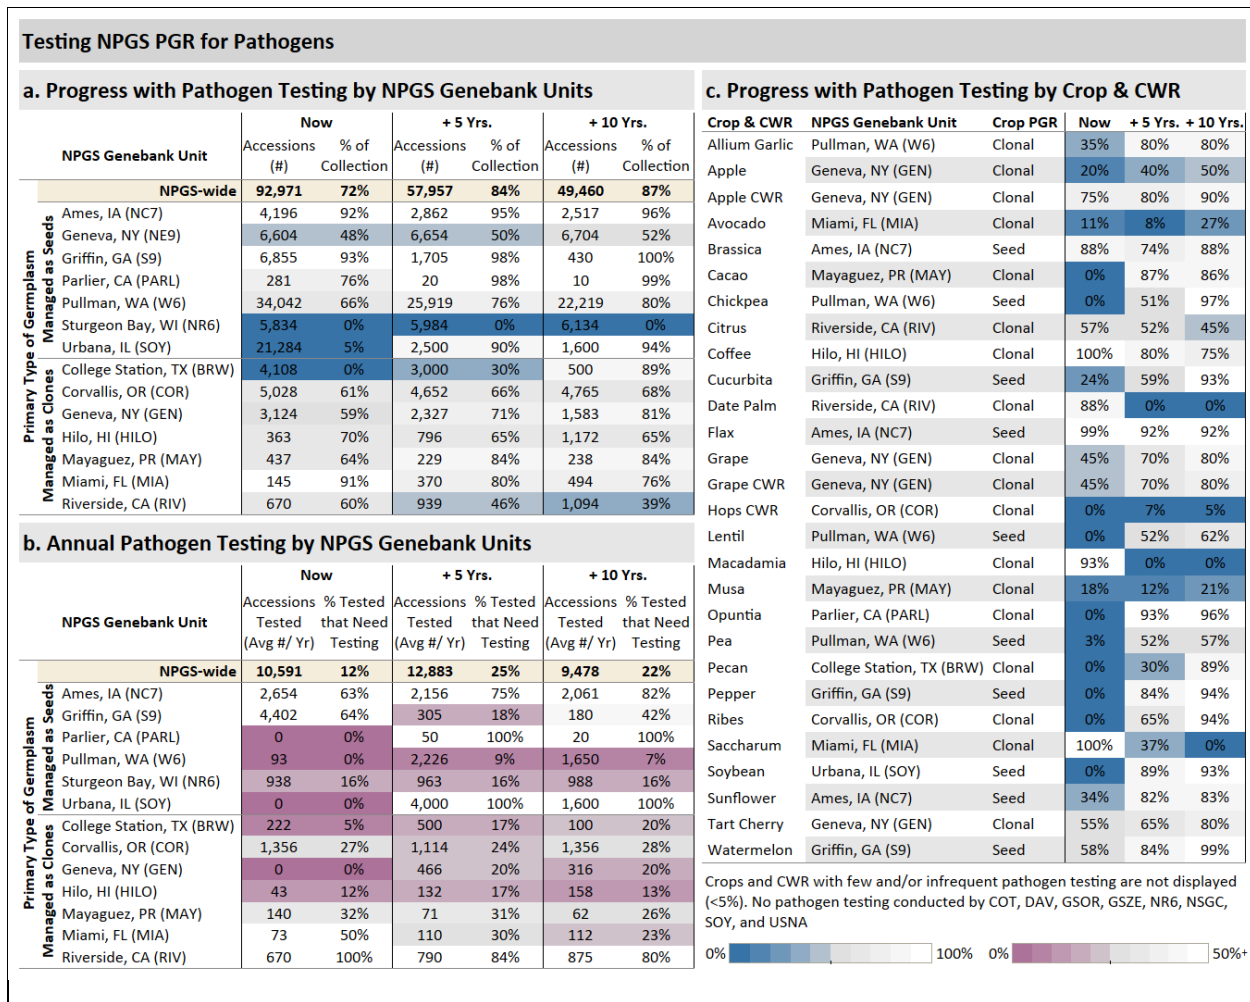 Testing NPGS PGR for Pathogens
a. Progress with Pathogen Testing by NPGS Genebank Units
Now + 5 Yrs. + 10 Yrs.
NPGS Genebank Unit Accessions (#) % of Collection Accessions (#) % of Collection Accessions (#) % of Collection
NPGS-wide 92,971 72% 57,957 84% 49,460 87%
Primary Type of Germplasm
Managed as Seeds
Ames, IA (NC7) 4,196 92% 2,862 95% 2,517 96%
Geneva, NY (NE9) 6,604 48% 6,654 50% 6,704 52%
Griffin, GA (S9) 6,855 93% 1,705 98% 430 100%
Parlier, CA (PARL) 281 76% 20 98% 10 99%
Pullman, WA (W6) 34,042 66% 25,919 76% 22,219 80%
Sturgeon Bay, WI (NR6) 5,834 0% 5,984 0% 6,134 0%
Urbana, IL (SOY) 21,284 5% 2,500 90% 1,600 94%
Managed as Clones
College Station, TX (BRW) 4,108 0% 3,000 30% 500 89%
Corvallis, OR (COR) 5,028 61% 4,652 66% 4,765 68%
Geneva, NY (GEN) 3,124 59% 2,327 71% 1,583 81%
Hilo, HI (HILO) 363 70% 796 65% 1,172 65%
Mayaguez, PR (MAY) 437 64% 229 84% 238 84%
Miami, FL (MIA) 145 91% 370 80% 494 76%
Riverside, CA (RIV) 670 60% 939 46% 1,094 39%
b. Annual Pathogen Testing by NPGS Genebank Units
Now + 5 Yrs. + 10 Yrs.
NPGS Genebank Unit Accessions Tested (Avg #/ Yr) % Tested that Need Testing Accessions Tested (Avg #/ Yr) % Tested that Need Testing Accessions Tested (Avg #/ Yr) % Tested that Need Testing
NPGS-wide 10,591 12% 12,883 25% 9,478 22%
Primary Type of Germplasm
Managed as Seeds
Ames, IA (NC7) 2,654 63% 2,156 75% 2,061 82%
Griffin, GA (S9) 4,402 64% 305 18% 180 42%
Parlier, CA (PARL) 0 0% 50 100% 20 100%
Pullman, WA (W6) 93 0% 2,226 9% 1,650 7%
Sturgeon Bay, WI (NR6) 938 16% 963 16% 988 16%
Urbana, IL (SOY) 0 0% 4,000 100% 1,600 100%
Managed as Clones
College Station, TX (BRW) 222 5% 500 17% 100 20%
Corvallis, OR (COR) 1,356 27% 1,114 24% 1,356 28%
Geneva, NY (GEN) 0 0% 466 20% 316 20%
Hilo, HI (HILO) 43 12% 132 17% 158 13%
Mayaguez, PR (MAY) 140 32% 71 31% 62 26%
Miami, FL (MIA) 73 50% 110 30% 112 23%
Riverside, CA (RIV) 670 100% 790 84% 875 80%
c. Progress with Pathogen Testing by Crop & CWR
Crop & CWR NPGS Genebank Unit Crop PGR Now + 5 Yrs. + 10 Yrs.
Allium Garlic Pullman, WA (W6) Clonal 35% 80% 80%
Apple Geneva, NY (GEN) Clonal 20% 40% 50%
Apple CWR Geneva, NY (GEN) Clonal 75% 80% 90%
Avocado Miami, FL (MIA) Clonal 11% 8% 27%
Brassica Ames, IA (NC7) Seed 88% 74% 88%
Cacao Mayaguez, PR (MAY) Clonal 0% 87% 86%
Chickpea Pullman, WA (W6) Seed 0% 51% 97%
Citrus Riverside, CA (RIV) Clonal 57% 52% 45%
Coffee Hilo, HI (HILO) Clonal 100% 80% 75%
Cucurbita Griffin, GA (S9) Seed 24% 59% 93%
Date Palm Riverside, CA (RIV) Clonal 88% 0% 0%
Flax Ames, IA (NC7) Seed 99% 92% 92%
Grape Geneva, NY (GEN) Clonal 45% 70% 80%
Grape CWR Geneva, NY (GEN) Clonal 45% 70% 80%
Hops CWR Corvallis, OR (COR) Clonal 0% 7% 5%
Lentil Pullman, WA (W6) Seed 0% 52% 62%
Macadamia Hilo, HI (HILO) Clonal 93% 0% 0%
Musa Mayaguez, PR (MAY) Clonal 18% 12% 21%
Opuntia Parlier, CA (PARL) Clonal 0% 93% 96%
Pea Pullman, WA (W6) Seed 3% 52% 57%
Pecan College Station, TX (BRW) Clonal 0% 30% 89%
Pepper Griffin, GA (S9) Seed 0% 84% 94%
Ribes Corvallis, OR (COR) Clonal 0% 65% 94%
Saccharum Miami, FL (MIA) Clonal 100% 37% 0%
Soybean Urbana, IL (SOY) Seed 0% 89% 93%
Sunflower Ames, IA (NC7) Seed 34% 82% 83%
Tart Cherry Geneva, NY (GEN) Clonal 55% 65% 80%
Watermelon Griffin, GA (S9) Seed 58% 84% 99%
Crops and CWR with few and/or infrequent pathogen testing are not displayed
(<5%). No pathogen testing conducted by COT, DAV, GSOR, GSZE, NR6, NSGC,
SOY, and USNA
0% 100% 0% 50%+